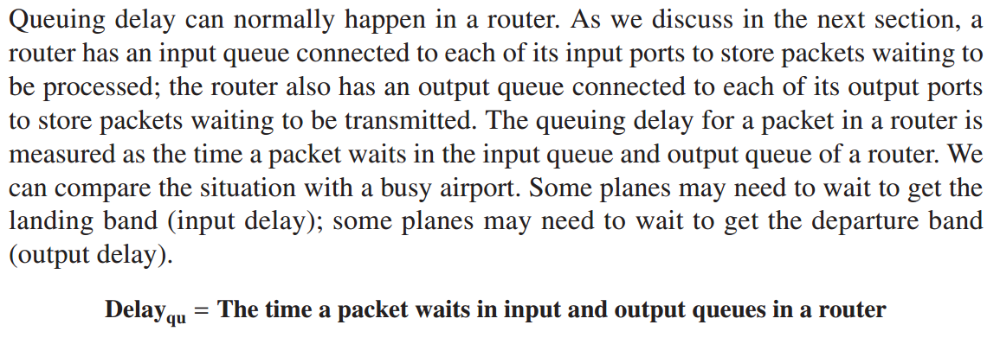 Queuing delay can normally happen in a router. As we discuss in the next section, a
router has an input queue connected to each of its input ports to store packets waiting to
be processed; the router also has an output queue connected to each of its output ports
to store packets waiting to be transmitted. The queuing delay for a packet in a router is
measured as the time a packet waits in the input queue and output queue of a router. We
can compare the situation with a busy airport. Some planes may need to wait to get the
landing band (input delay); some planes may need to wait to get the departure band
(output delay).
Delay_qu = The time a packet waits in input and output queues in a router